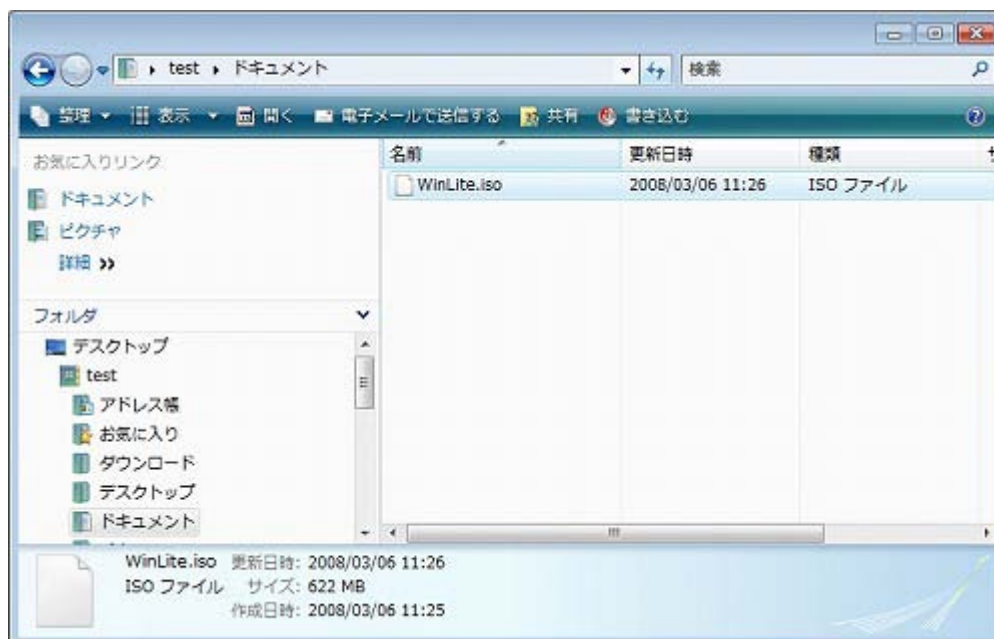 test ドキュメント 検索
整理 表示 開く 電子メールで送信する 共有 書き込む
お気に入りリンク
ドキュメント
ピクチャ
詳細 »
フォルダ
デスクトップ
test
アドレス帳
お気に入り
ダウンロード
デスクトップ
ドキュメント
名前 更新日時 種類
WinLite.iso 2008/03/06 11:26 ISO ファイル
WinLite.iso 更新日時: 2008/03/06 11:26
ISO ファイル サイズ: 622 MB
作成日時: 2008/03/06 11:25